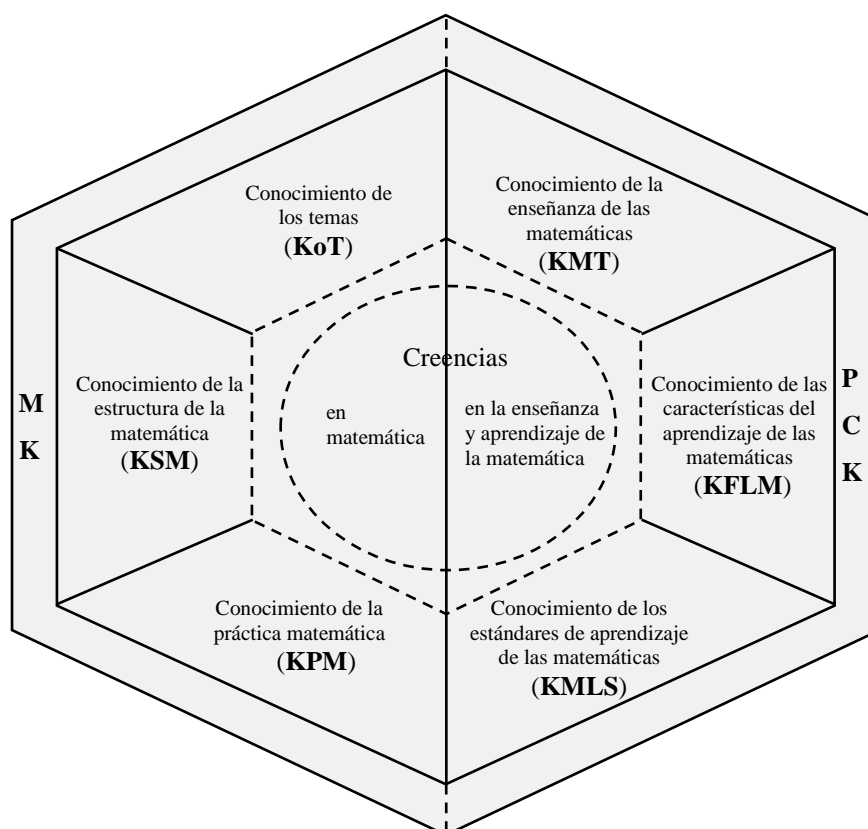 Conocimiento de
los temas
(KoT)
Conocimiento de la
enseñanza de las
matemáticas
(KMT)
M
K
Conocimiento de la
estructura de la
matemática
(KSM)
Creencias
en
matemática
en la enseñanza
y aprendizaje de
la matemática
Conocimiento de las
características del
aprendizaje de las
matemáticas
(KFLM)
P
C
K
Conocimiento de la
práctica matemática
(KPM)
Conocimiento de los
estándares de aprendizaje
de las matemáticas
(KMLS)